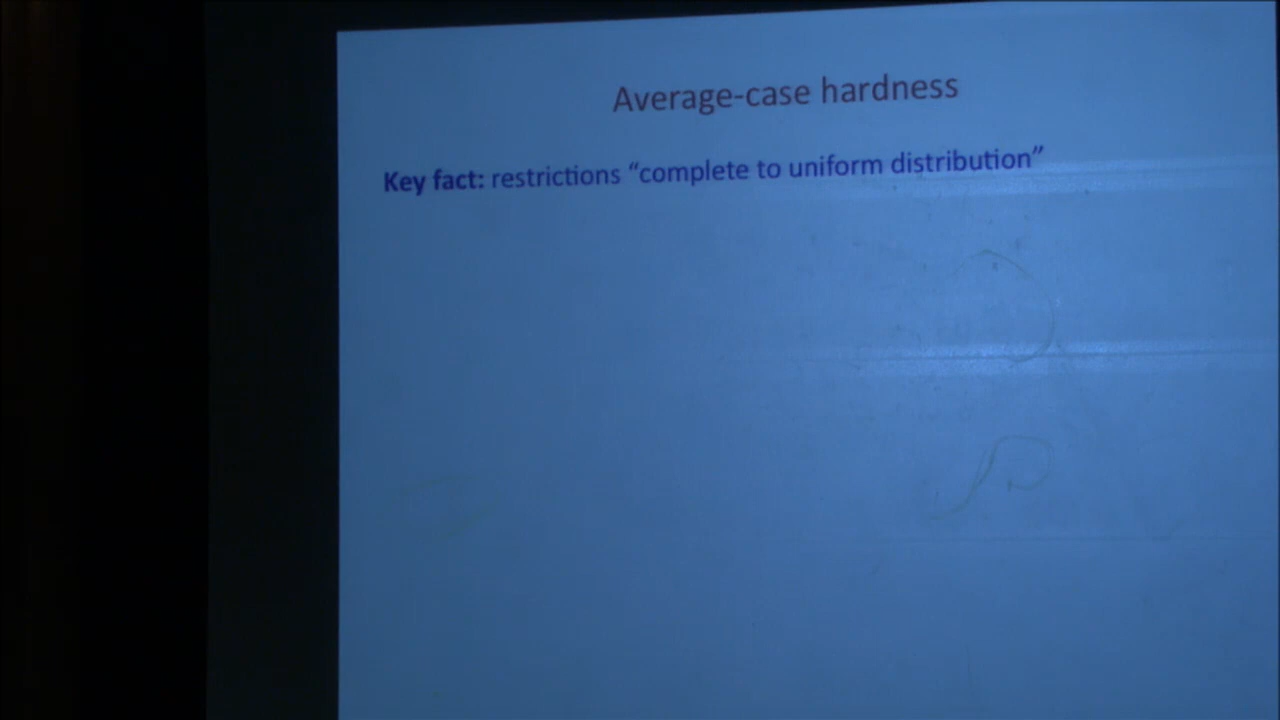 Average-case hardness
Key fact: restrictions “complete to uniform distribution”